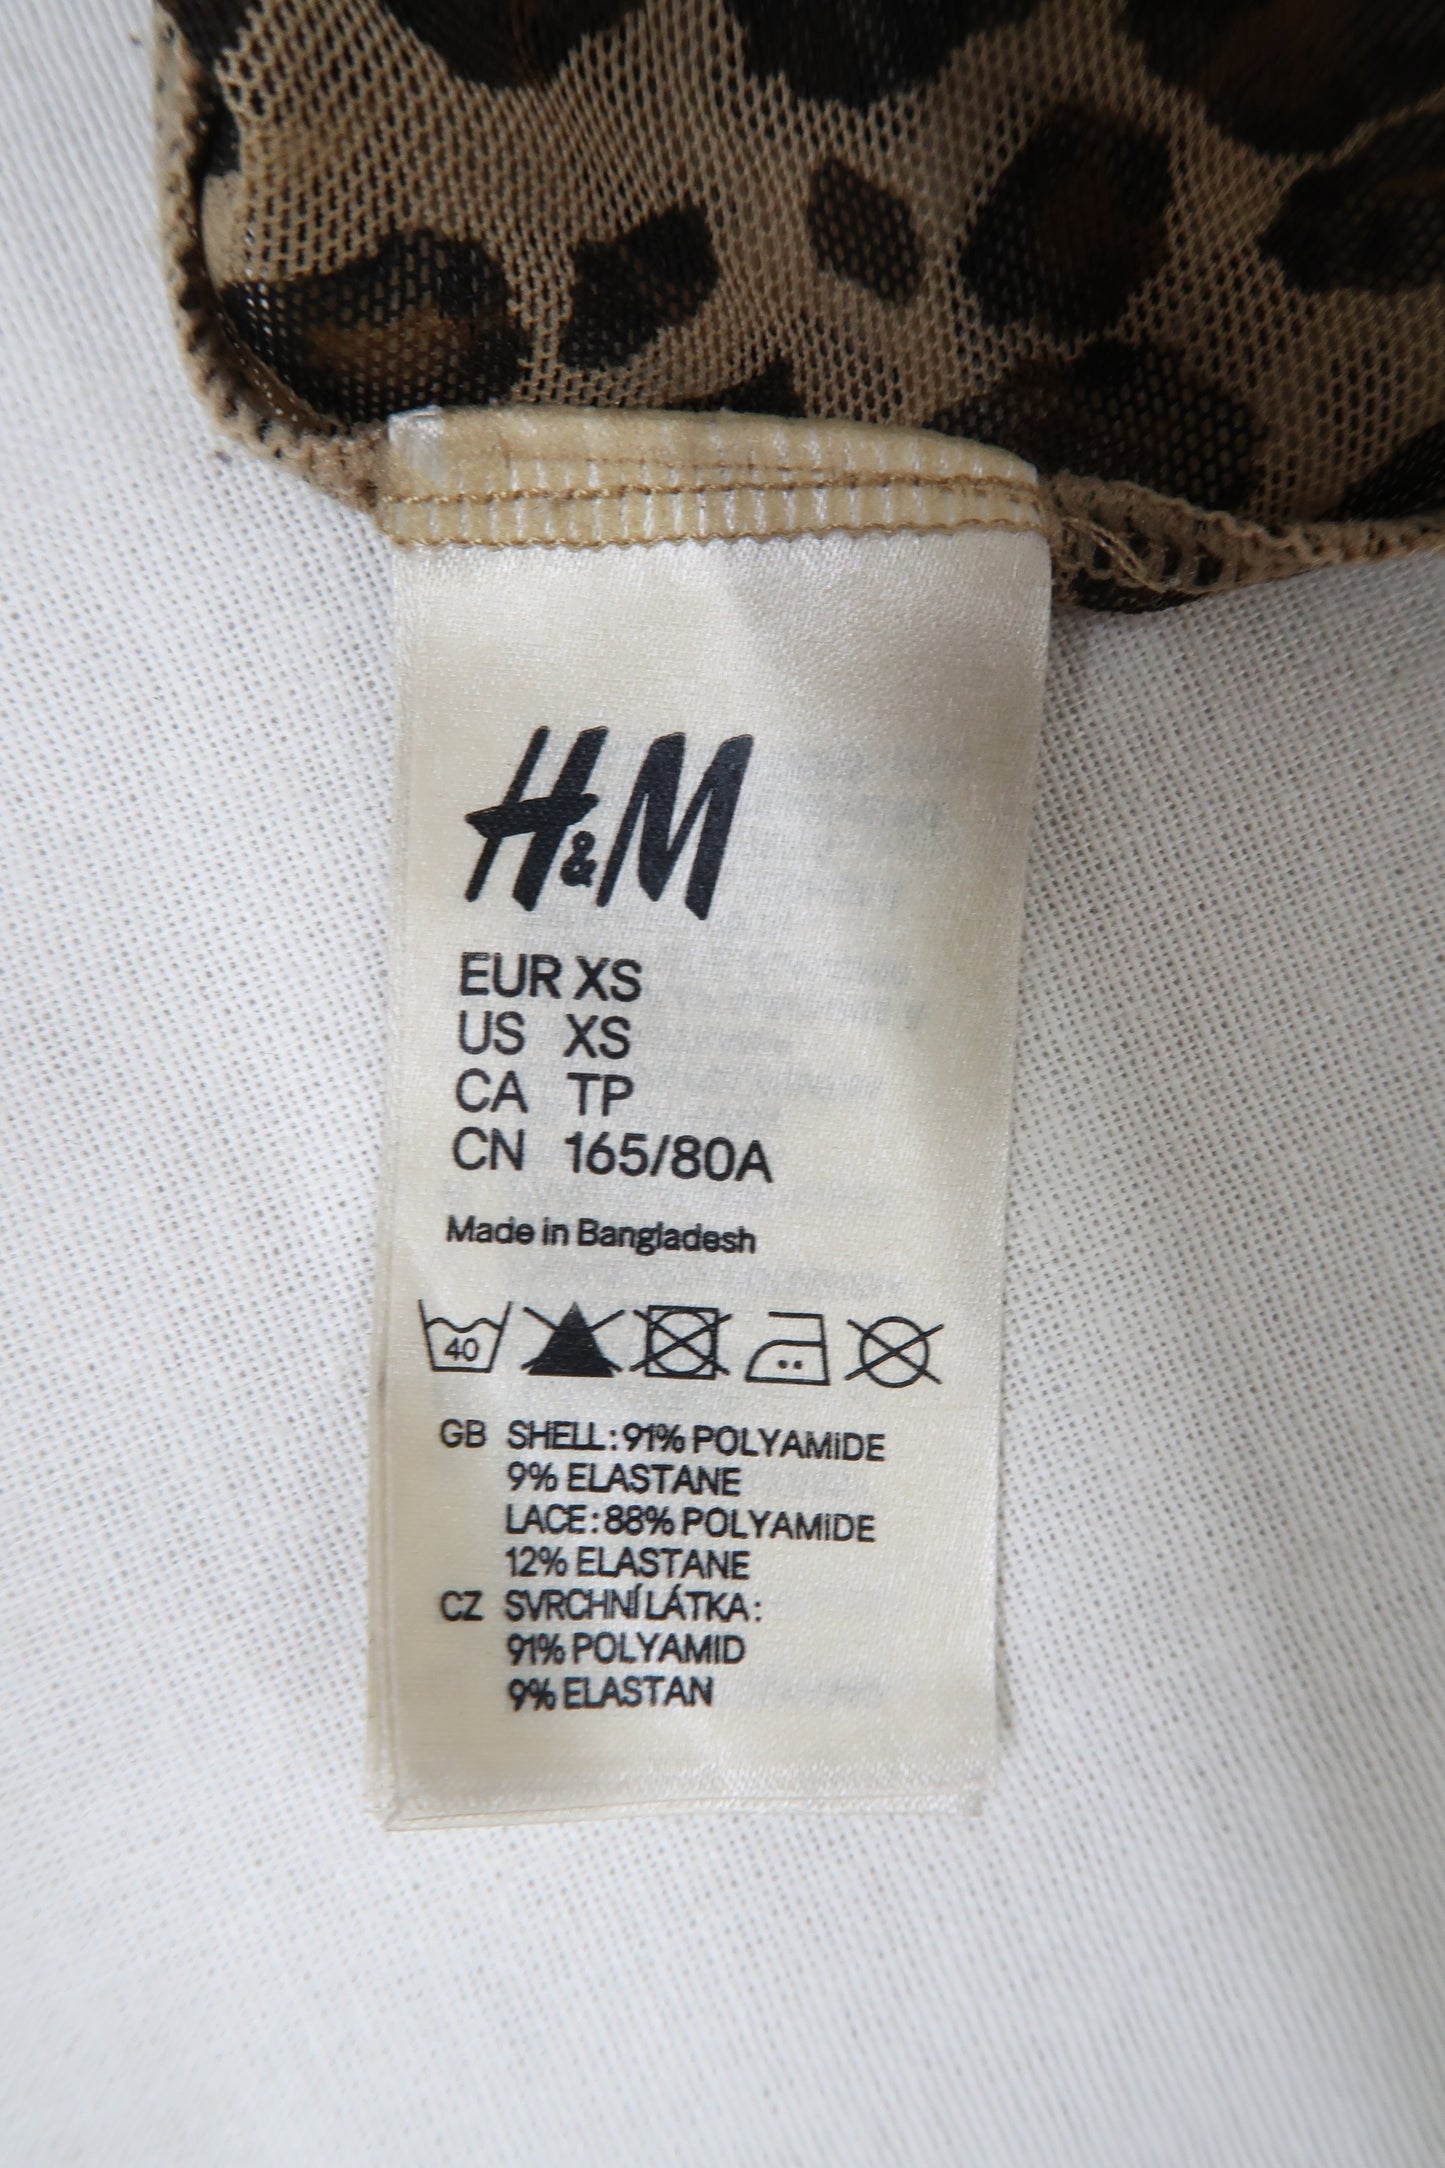 H&M
EUR XS
US XS
CA TP
CN 165/80A
Made in Bangladesh
40
GB SHELL: 91% POLYAMIDE
9% ELASTANE
LACE: 88% POLYAMIDE
12% ELASTANE
CZ SVRCHNÍ LÁTKA:
91% POLYAMID
9% ELASTAN